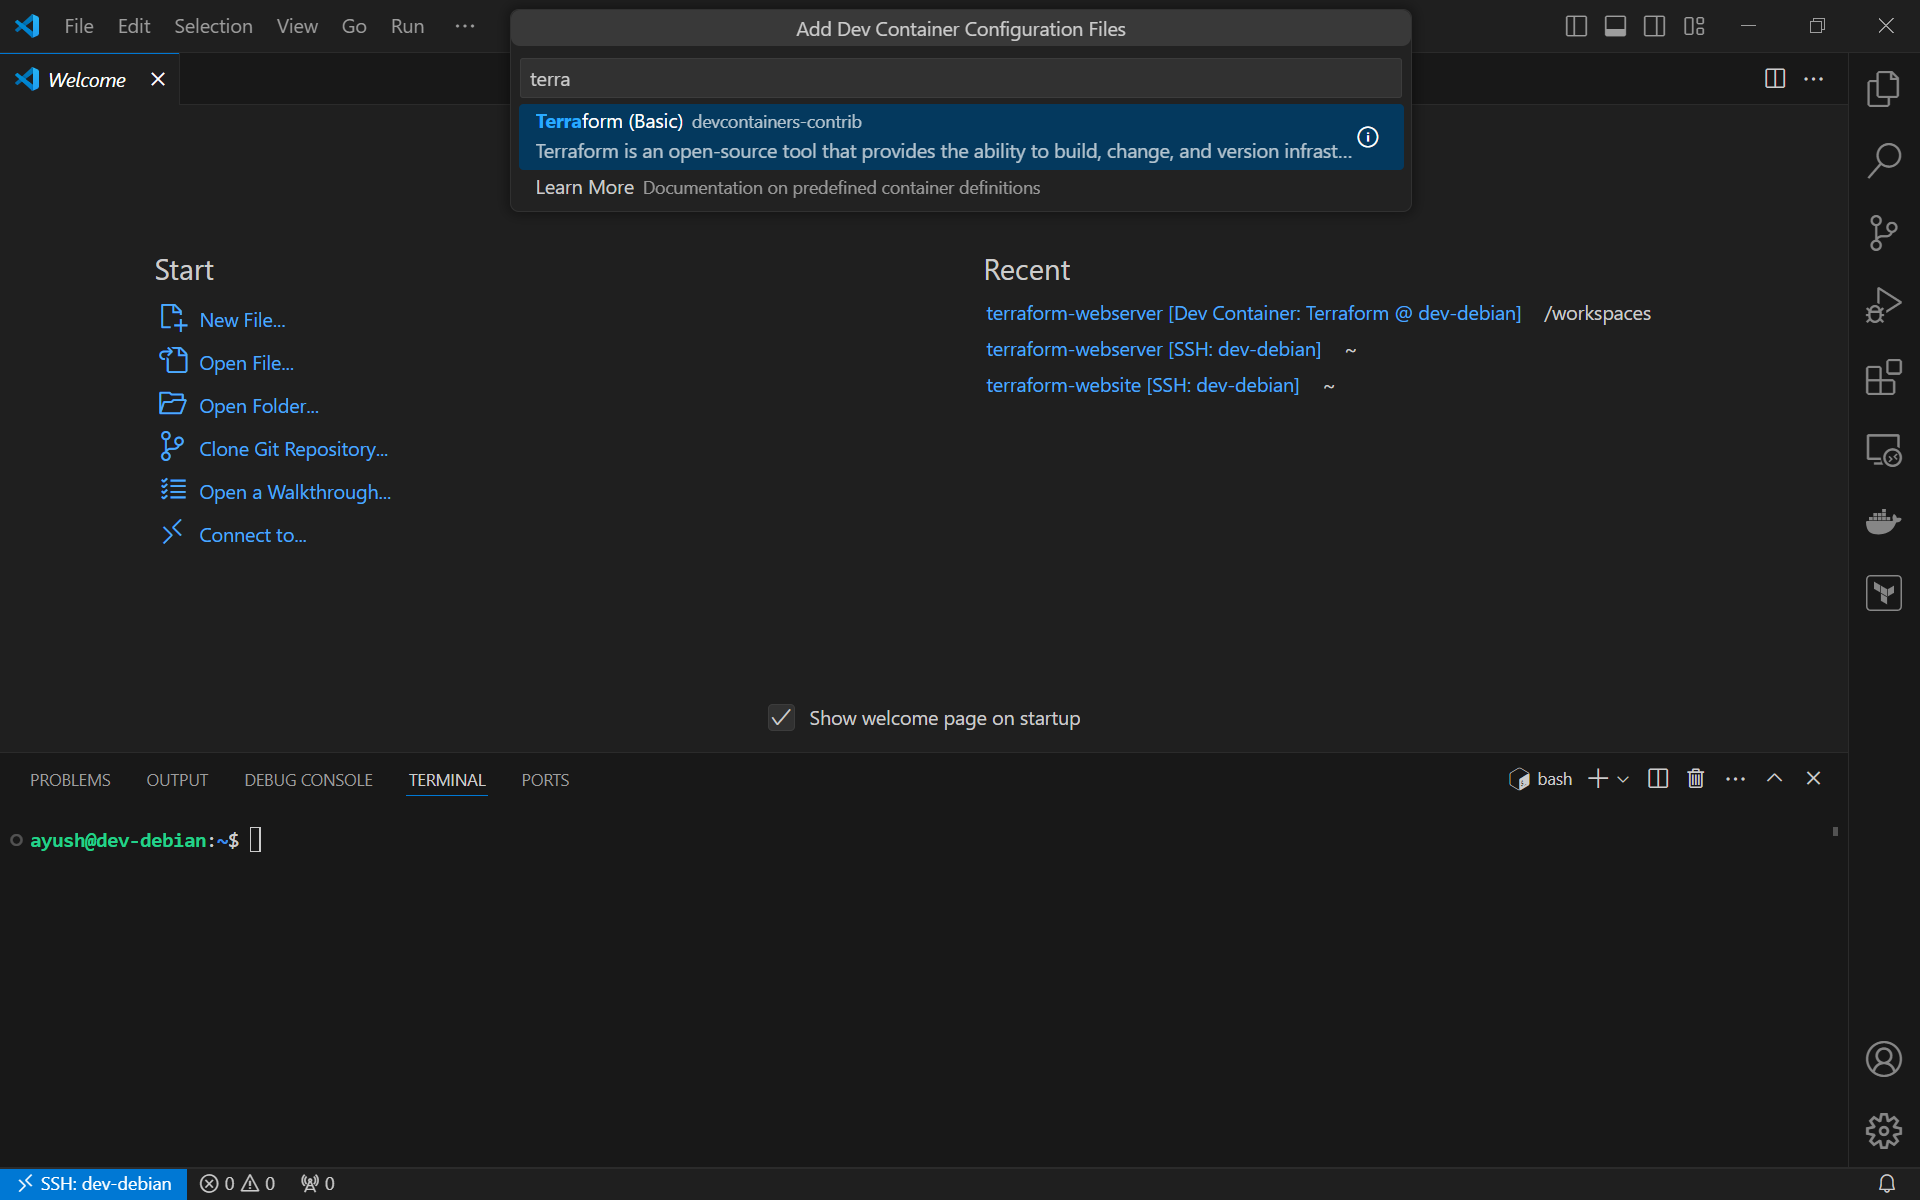 File Edit Selection View Go Run ···
Add Dev Container Configuration Files
Welcome
terra
Terraform (Basic) devcontainers-contrib
Terraform is an open-source tool that provides the ability to build, change, and version infrast...
Learn More Documentation on predefined container definitions
Start
New File...
Open File...
Open Folder...
Clone Git Repository...
Open a Walkthrough...
Connect to...
Recent
terraform-webserver [Dev Container: Terraform @ dev-debian] /workspaces
terraform-webserver [SSH: dev-debian] ~
terraform-website [SSH: dev-debian] ~
Show welcome page on startup
PROBLEMS OUTPUT DEBUG CONSOLE TERMINAL PORTS
bash
ayush@dev-debian:~$
SSH: dev-debian 0 0 0